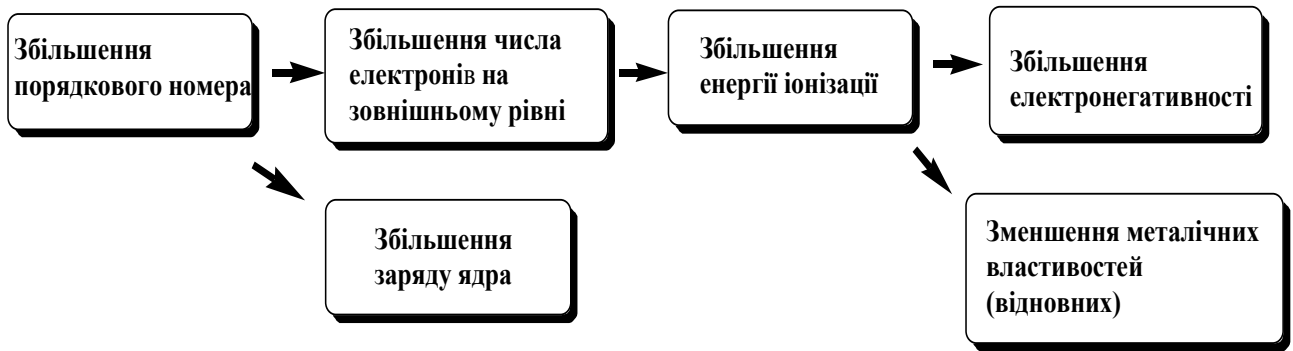 Збільшення
порядкового номера
Збільшення числа
електронів на
зовнішньому рівні
Збільшення
енергії іонізації
Збільшення
електронегативності
Збільшення
заряду ядра
Зменшення металічних
властивостей
(відновних)